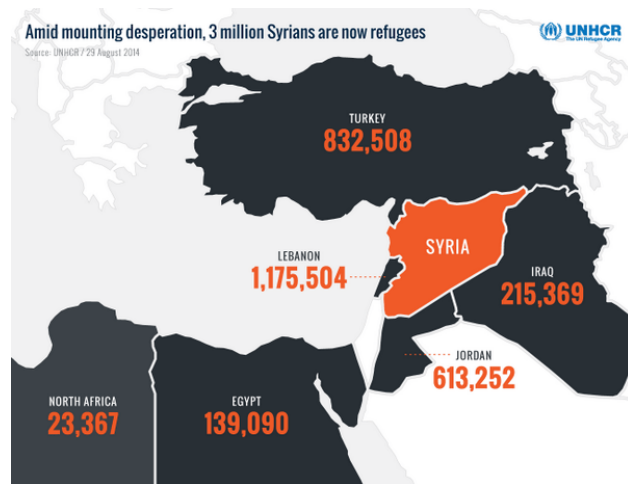 Amid mounting desperation, 3 million Syrians are now refugees
Source: UNHCR / 29 August 2014
UNHCR
The UN Refugee Agency
TURKEY
832,508
SYRIA
LEBANON
1,175,504
IRAQ
215,369
JORDAN
613,252
NORTH AFRICA
23,367
EGYPT
139,090